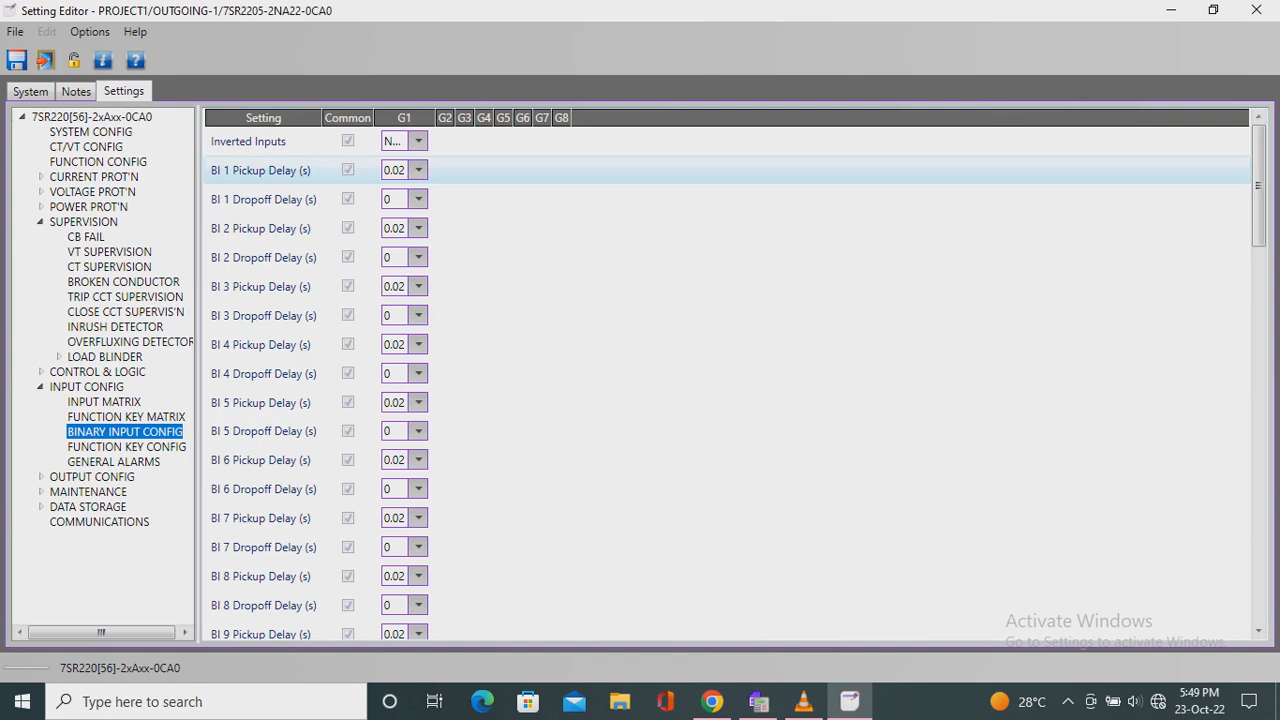 Setting Editor - PROJECT1/OUTGOING-1/7SR2205-2NA22-0CA0
File Edit Options Help
System Notes Settings
7SR220[56]-2xAxx-0CA0
SYSTEM CONFIG
CT/VT CONFIG
FUNCTION CONFIG
CURRENT PROT'N
VOLTAGE PROT'N
POWER PROT'N
SUPERVISION
CB FAIL
VT SUPERVISION
CT SUPERVISION
BROKEN CONDUCTOR
TRIP CCT SUPERVISION
CLOSE CCT SUPERVIS'N
INRUSH DETECTOR
OVERFLUXING DETECTOR
LOAD BLINDER
CONTROL & LOGIC
INPUT CONFIG
INPUT MATRIX
FUNCTION KEY MATRIX
BINARY INPUT CONFIG
FUNCTION KEY CONFIG
GENERAL ALARMS
OUTPUT CONFIG
MAINTENANCE
DATA STORAGE
COMMUNICATIONS
Setting Common G1 G2 G3 G4 G5 G6 G7 G8
Inverted Inputs N...
BI 1 Pickup Delay (s) 0.02
BI 1 Dropoff Delay (s) 0
BI 2 Pickup Delay (s) 0.02
BI 2 Dropoff Delay (s) 0
BI 3 Pickup Delay (s) 0.02
BI 3 Dropoff Delay (s) 0
BI 4 Pickup Delay (s) 0.02
BI 4 Dropoff Delay (s) 0
BI 5 Pickup Delay (s) 0.02
BI 5 Dropoff Delay (s) 0
BI 6 Pickup Delay (s) 0.02
BI 6 Dropoff Delay (s) 0
BI 7 Pickup Delay (s) 0.02
BI 7 Dropoff Delay (s) 0
BI 8 Pickup Delay (s) 0.02
BI 8 Dropoff Delay (s) 0
BI 9 Pickup Delay (s) 0.02
Activate Windows
Go to Settings to activate Windows.
7SR220[56]-2xAxx-0CA0
Type here to search
28°C
5:49 PM
23-Oct-22